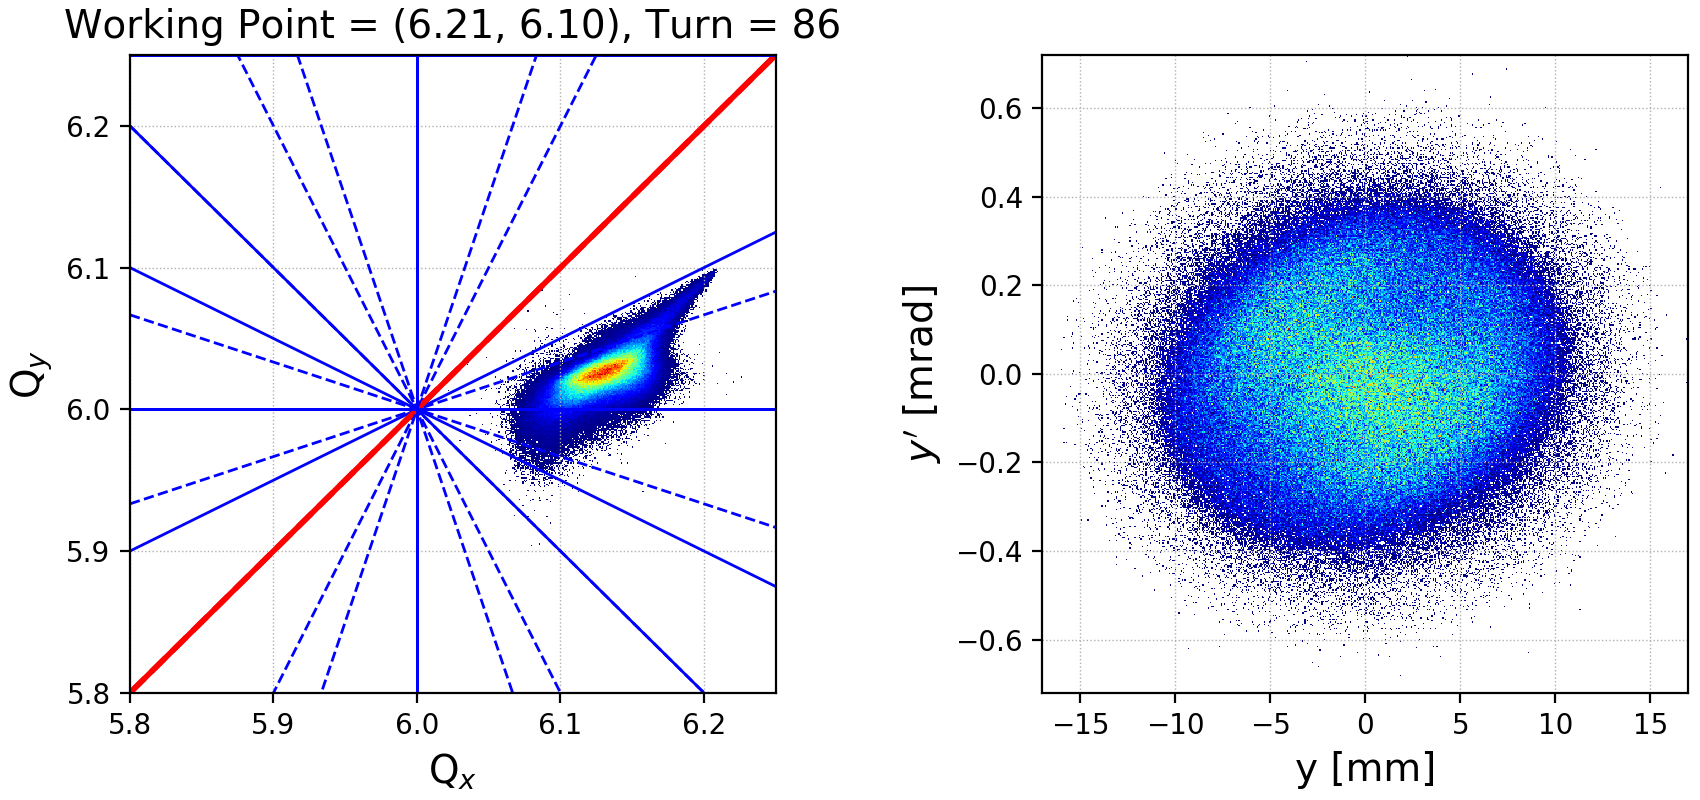 Working Point = (6.21, 6.10), Turn = 86
6.2
6.1
6.0
5.9
5.8
Q_y
5.8 5.9 6.0 6.1 6.2
Q_x
0.6
0.4
0.2
0.0
−0.2
−0.4
−0.6
y′ [mrad]
−15 −10 −5 0 5 10 15
y [mm]